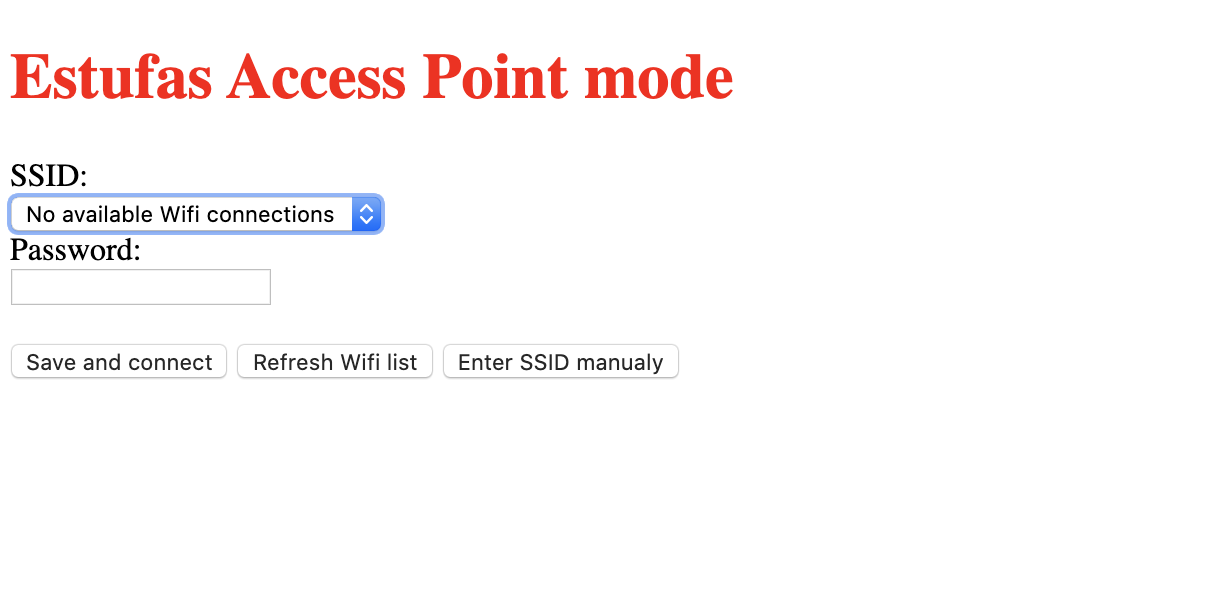 Estufas Access Point mode
SSID:
No available Wifi connections
Password:
Save and connect Refresh Wifi list Enter SSID manualy